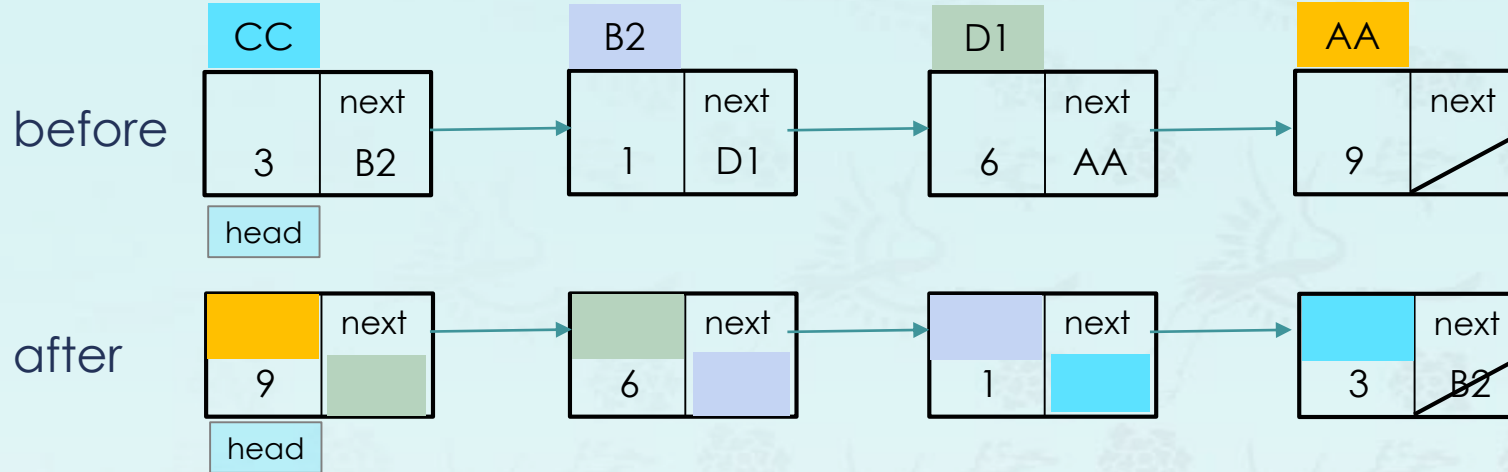 CC B2 D1 AA
before next next next next
3 B2 1 D1 6 AA 9
head
after next next next next
9 6 1 3 B2
head